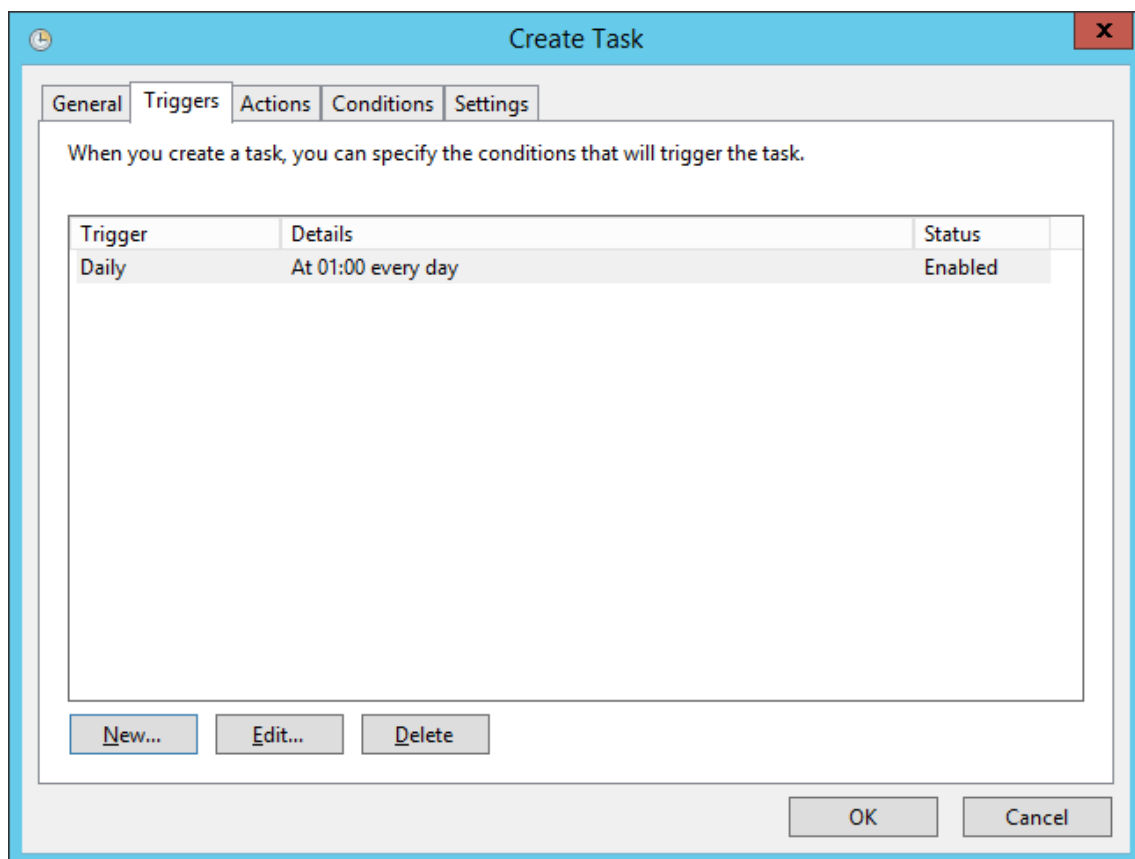 Create Task
x
General Triggers Actions Conditions Settings
When you create a task, you can specify the conditions that will trigger the task.
Trigger Details Status
Daily At 01:00 every day Enabled
New... Edit... Delete
OK Cancel